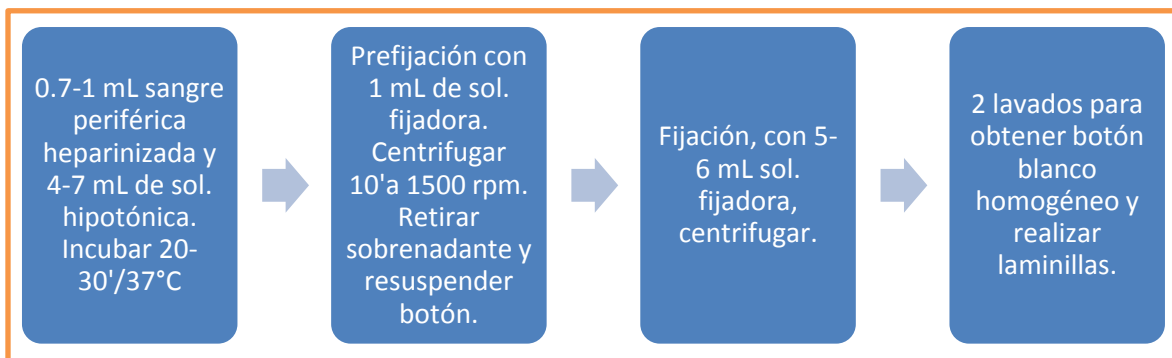 0.7-1 mL sangre
periférica
heparinizada y
4-7 mL de sol.
hipotónica.
Incubar 20-
30'/37°C
Prefijación con
1 mL de sol.
fijadora.
Centrifugar
10'a 1500 rpm.
Retirar
sobrenadante y
resuspender
botón.
Fijación, con 5-
6 mL sol.
fijadora,
centrifugar.
2 lavados para
obtener botón
blanco
homogéneo y
realizar
laminillas.